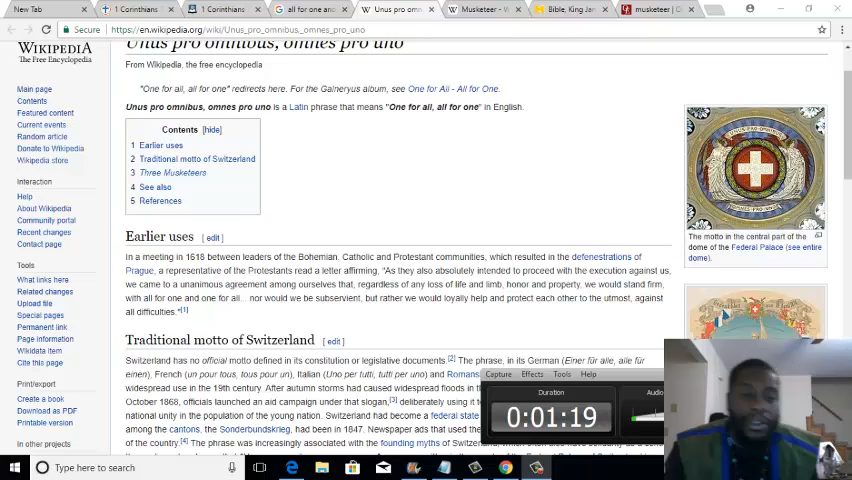 New Tab
1 Corinthians
1 Corinthians
all for one and
Unus pro omn
Musketeer - W
Bible, King Jan
musketeer | D
Secure
https://en.wikipedia.org/wiki/Unus_pro_omnibus,_omnes_pro_uno
WIKIPEDIA
The Free Encyclopedia
Main page
Contents
Featured content
Current events
Random article
Donate to Wikipedia
Wikipedia store
Interaction
Help
About Wikipedia
Community portal
Recent changes
Contact page
Tools
What links here
Related changes
Upload file
Special pages
Permanent link
Page information
Wikidata item
Cite this page
Print/export
Create a book
Download as PDF
Printable version
In other projects
Unus pro omnibus, omnes pro uno
From Wikipedia, the free encyclopedia
"One for all, all for one" redirects here. For the Galneryus album, see One for All - All for One.
Unus pro omnibus, omnes pro uno is a Latin phrase that means "One for all, all for one" in English.
Contents [hide]
1 Earlier uses
2 Traditional motto of Switzerland
3 Three Musketeers
4 See also
5 References
The motto in the central part of the
dome of the Federal Palace (see entire
dome).
Earlier uses [ edit ]
In a meeting in 1618 between leaders of the Bohemian, Catholic and Protestant communities, which resulted in the defenestrations of
Prague, a representative of the Protestants read a letter affirming, "As they also absolutely intended to proceed with the execution against us,
we came to a unanimous agreement among ourselves that, regardless of any loss of life and limb, honor and property, we would stand firm,
with all for one and one for all... nor would we be subservient, but rather we would loyally help and protect each other to the utmost, against
all difficulties."[1]
Traditional motto of Switzerland [ edit ]
Switzerland has no official motto defined in its constitution or legislative documents.[2] The phrase, in its German (Einer für alle, alle für
einen), French (un pour tous, tous pour un), Italian (Uno per tutti, tutti per uno) and Romans
widespread use in the 19th century. After autumn storms had caused widespread floods in
October 1868, officials launched an aid campaign under that slogan,[3] deliberately using it t
national unity in the population of the young nation. Switzerland had become a federal state
among the cantons, the Sonderbundskrieg, had been in 1847. Newspaper ads that used the
of the country.[4] The phrase was increasingly associated with the founding myths of Switzerland,
Capture Effects Tools Help
Duration
Audio
0:01:19
Type here to search